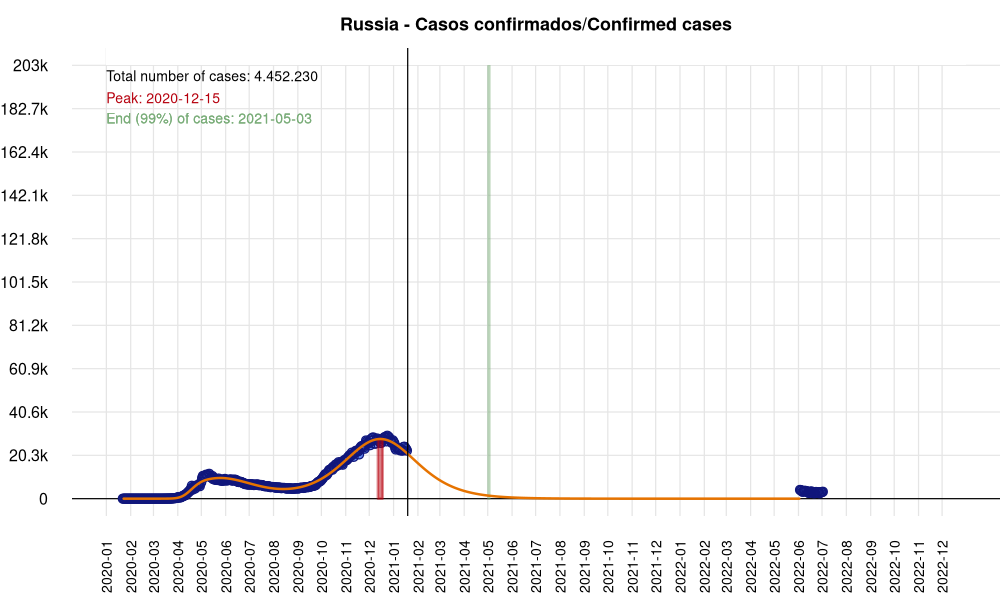 Russia - Casos confirmados/Confirmed cases
Total number of cases: 4.452.230
Peak: 2020-12-15
End (99%) of cases: 2021-05-03
203k
182.7k
162.4k
142.1k
121.8k
101.5k
81.2k
60.9k
40.6k
20.3k
0
2020-01
2020-02
2020-03
2020-04
2020-05
2020-06
2020-07
2020-08
2020-09
2020-10
2020-11
2020-12
2021-01
2021-02
2021-03
2021-04
2021-05
2021-06
2021-07
2021-08
2021-09
2021-10
2021-11
2021-12
2022-01
2022-02
2022-03
2022-04
2022-05
2022-06
2022-07
2022-08
2022-09
2022-10
2022-11
2022-12